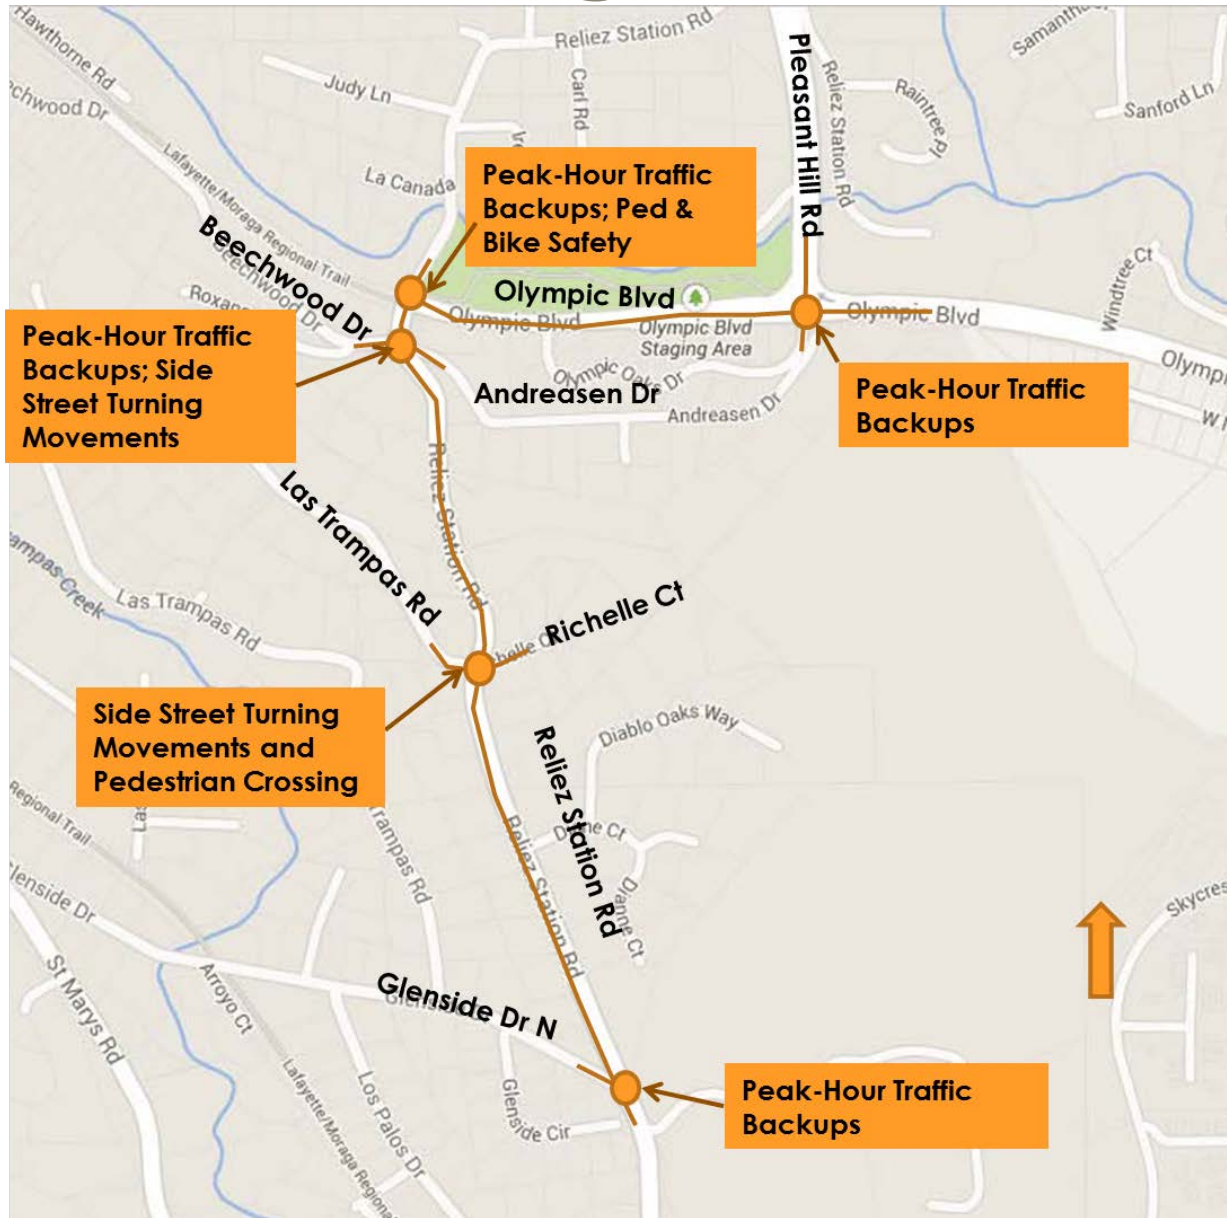 Reliez Station Rd
Hawthorne Rd
Judy Ln
Carl Rd
Pleasant Hill Rd
Reliez Station Rd
Raintree Pl
Sanford Ln
Beechwood Dr
Lafayette/Moraga Regional Trail
La Canada
Peak-Hour Traffic
Backups; Ped &
Bike Safety
Beechwood Dr
Olympic Blvd
Olympic Blvd
Olympic Blvd
Staging Area
Olympic Blvd
Windtree Ct
Peak-Hour Traffic
Backups; Side
Street Turning
Movements
Olympic Oaks Dr
Andreasen Dr
Andreasen Dr
Peak-Hour Traffic
Backups
Reliez Station Rd
Las Trampas Rd
Las Trampas Rd
Richelle Ct
Side Street Turning
Movements and
Pedestrian Crossing
Diablo Oaks Way
Reliez Station Rd
Reliez Station Rd
Dianne Ct
Trampas Rd
Regional Trail
Glenside Dr
St Marys Rd
Arroyo Ct
Glenside Dr N
Skycres
Lafayette/Moraga Regional
Los Palos Dr
Glenside Cir
Peak-Hour Traffic
Backups